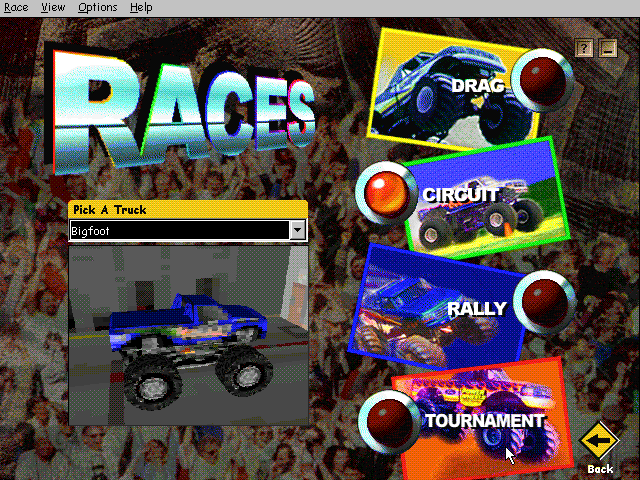 Race View Options Help
RACES
DRAG
?
CIRCUIT
Pick A Truck
Bigfoot
RALLY
TOURNAMENT
Back